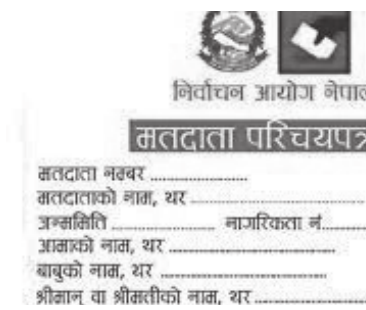 निर्वाचन आयोग नेपाल
मतदाता परिचयपत्र
मतदाता नम्बर ........................
मतदाताको नाम, थर ............................................
जन्ममिति ........................ नागरिकता नं...........
आमाको नाम, थर ................................................
बाबुको नाम, थर ..........................................
श्रीमान् वा श्रीमतीको नाम, थर ............................